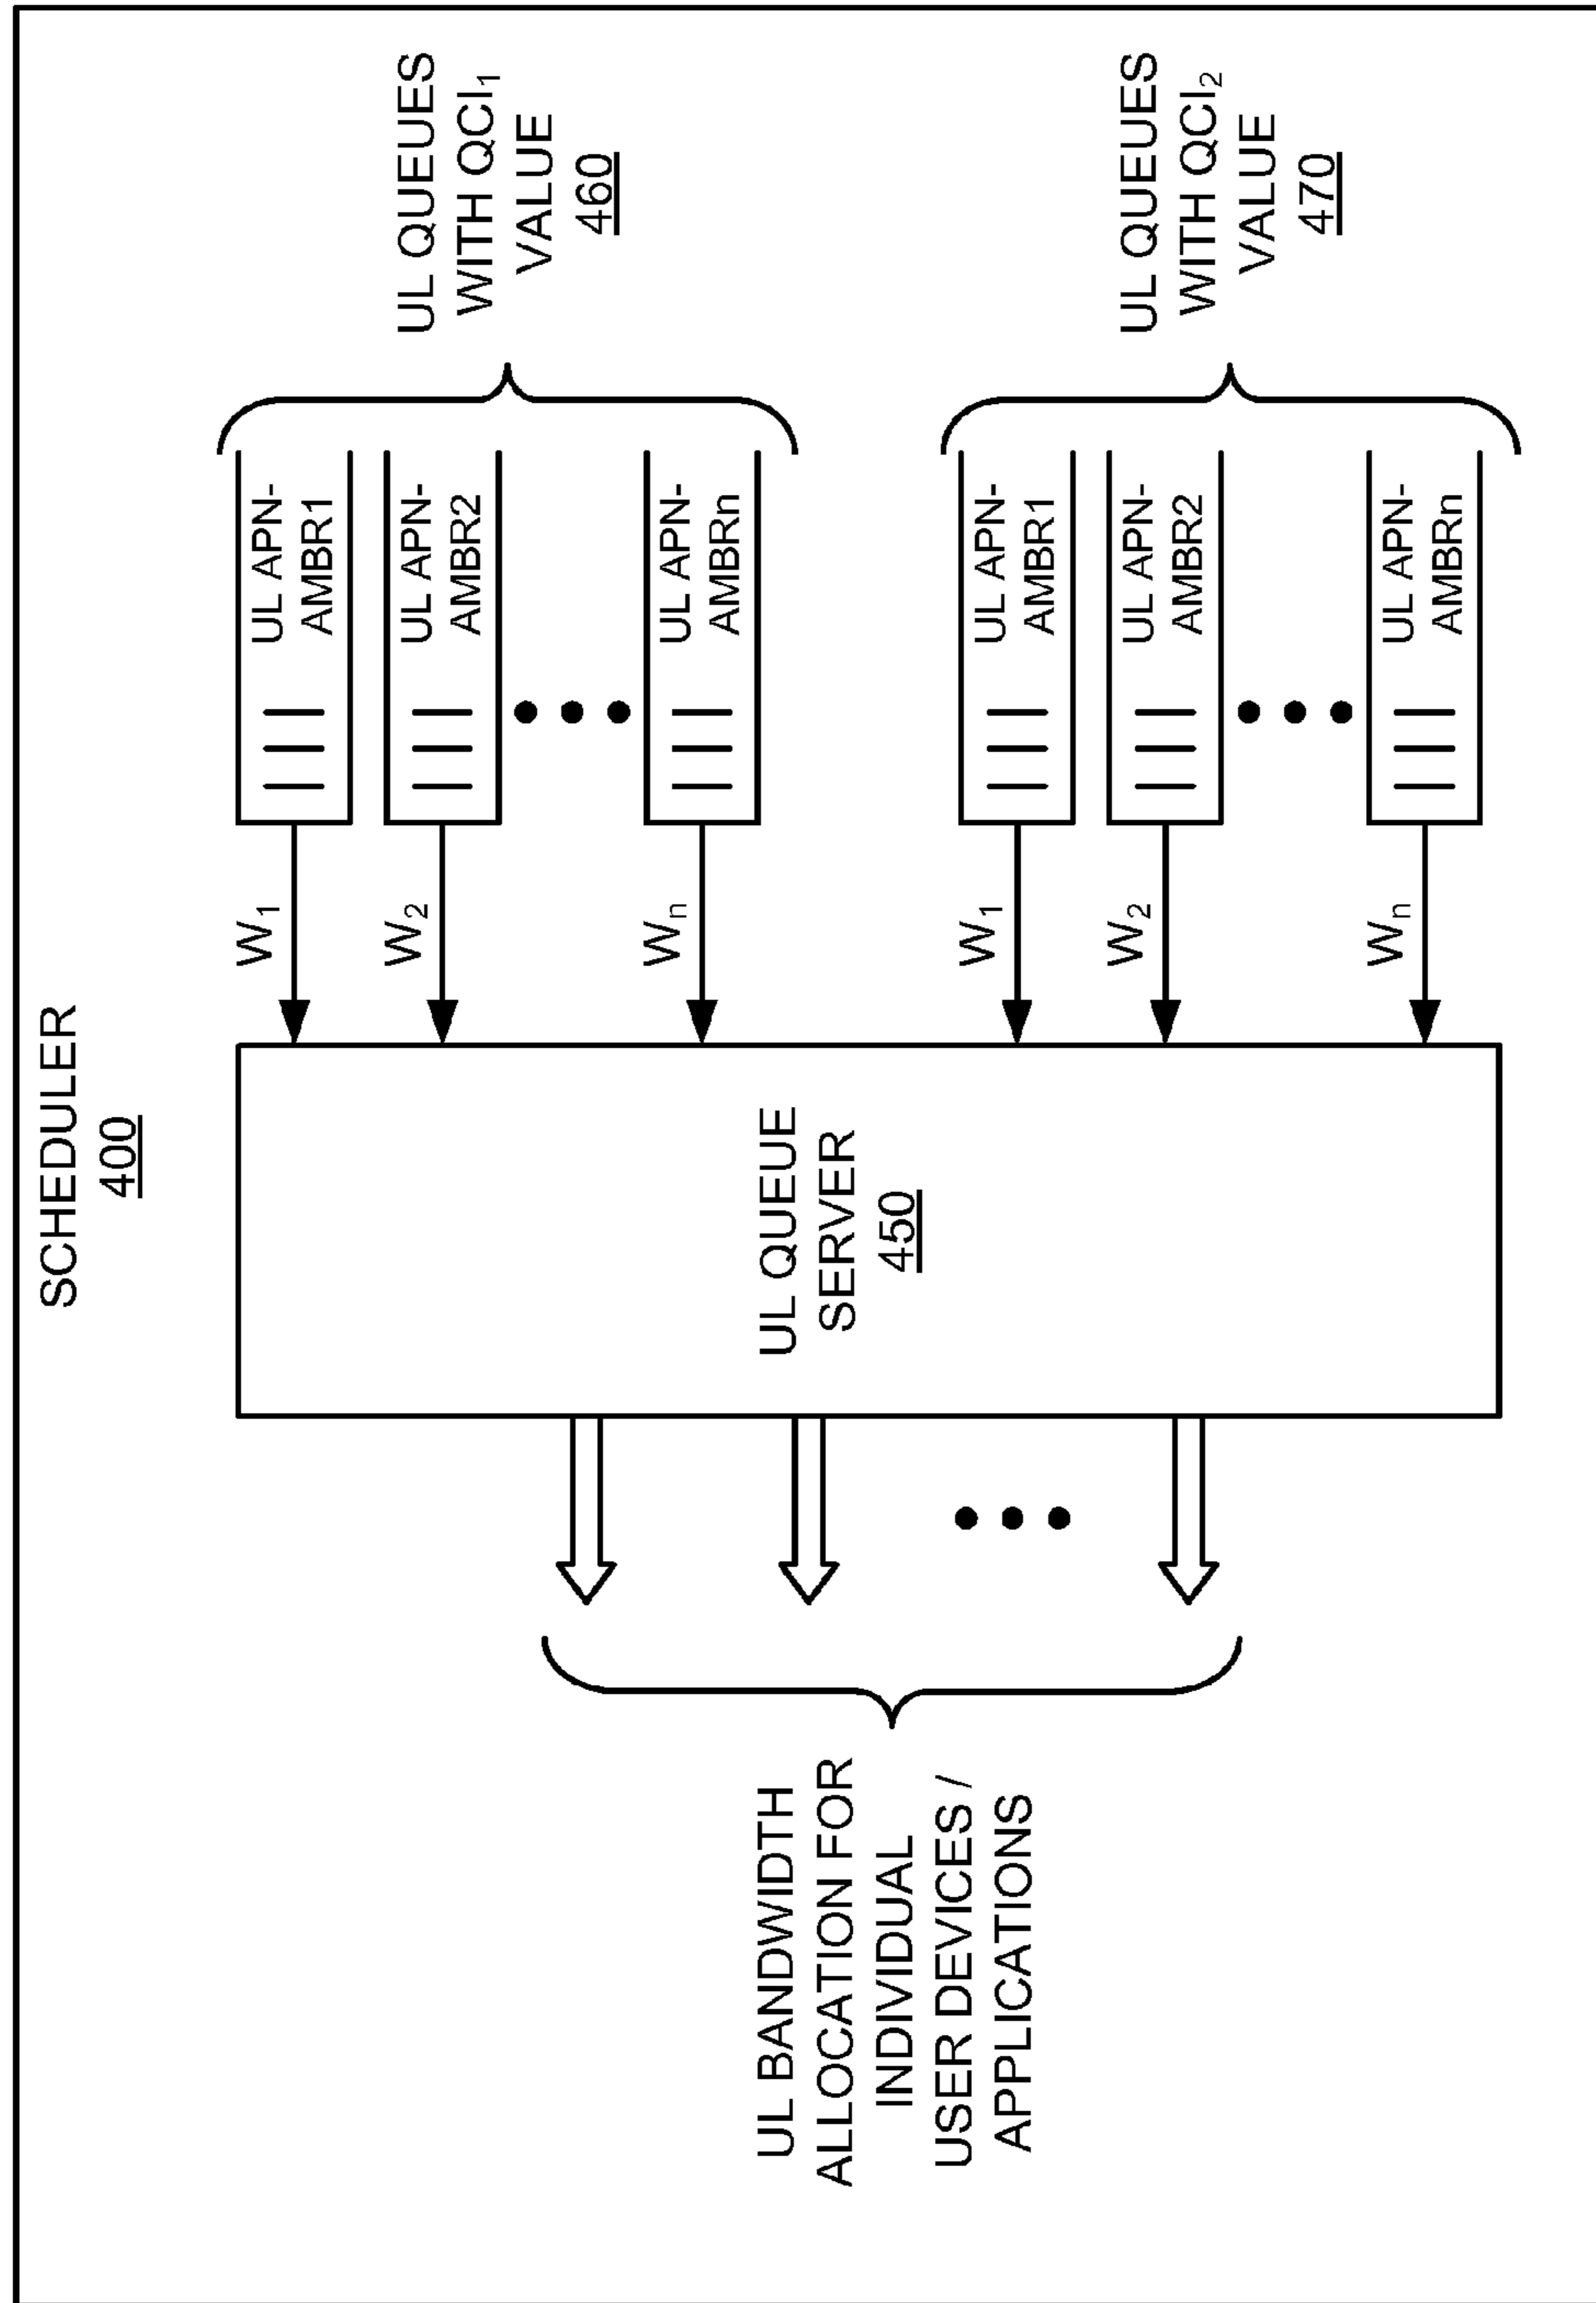 SCHEDULER
400
UL QUEUES
WITH QCI₁
VALUE
460
UL APN-
AMBR1
UL APN-
AMBR2
UL APN-
AMBRn
W₁
W₂
Wₙ
UL QUEUES
WITH QCI₂
VALUE
470
UL APN-
AMBR1
UL APN-
AMBR2
UL APN-
AMBRn
W₁
W₂
Wₙ
UL QUEUE
SERVER
450
UL BANDWIDTH
ALLOCATION FOR
INDIVIDUAL
USER DEVICES /
APPLICATIONS